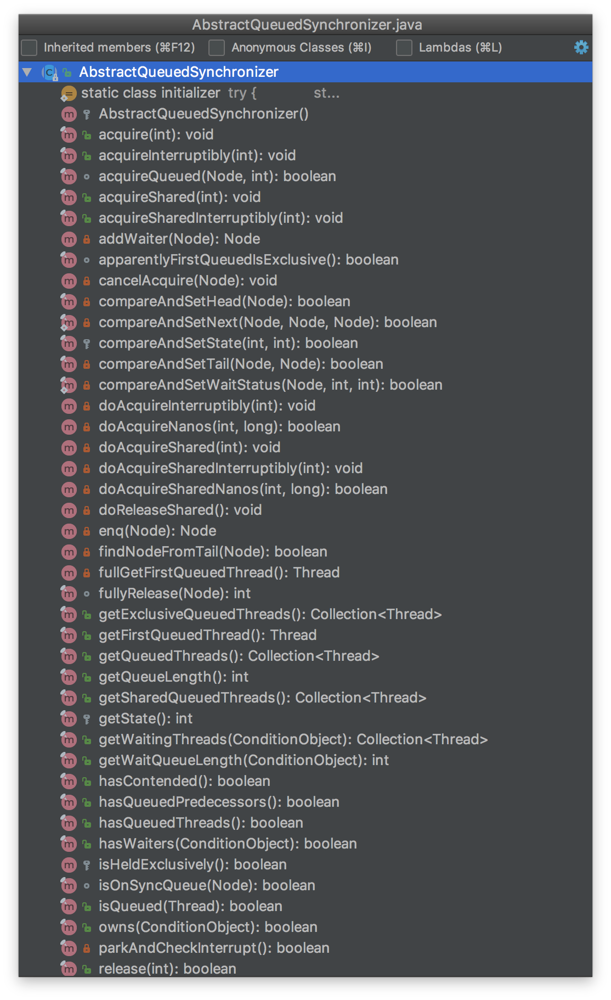 AbstractQueuedSynchronizer.java
Inherited members (⌘F12) Anonymous Classes (⌘I) Lambdas (⌘L)
AbstractQueuedSynchronizer
static class initializer try { st...
AbstractQueuedSynchronizer()
acquire(int): void
acquireInterruptibly(int): void
acquireQueued(Node, int): boolean
acquireShared(int): void
acquireSharedInterruptibly(int): void
addWaiter(Node): Node
apparentlyFirstQueuedIsExclusive(): boolean
cancelAcquire(Node): void
compareAndSetHead(Node): boolean
compareAndSetNext(Node, Node, Node): boolean
compareAndSetState(int, int): boolean
compareAndSetTail(Node, Node): boolean
compareAndSetWaitStatus(Node, int, int): boolean
doAcquireInterruptibly(int): void
doAcquireNanos(int, long): boolean
doAcquireShared(int): void
doAcquireSharedInterruptibly(int): void
doAcquireSharedNanos(int, long): boolean
doReleaseShared(): void
enq(Node): Node
findNodeFromTail(Node): boolean
fullGetFirstQueuedThread(): Thread
fullyRelease(Node): int
getExclusiveQueuedThreads(): Collection<Thread>
getFirstQueuedThread(): Thread
getQueuedThreads(): Collection<Thread>
getQueueLength(): int
getSharedQueuedThreads(): Collection<Thread>
getState(): int
getWaitingThreads(ConditionObject): Collection<Thread>
getWaitQueueLength(ConditionObject): int
hasContended(): boolean
hasQueuedPredecessors(): boolean
hasQueuedThreads(): boolean
hasWaiters(ConditionObject): boolean
isHeldExclusively(): boolean
isOnSyncQueue(Node): boolean
isQueued(Thread): boolean
owns(ConditionObject): boolean
parkAndCheckInterrupt(): boolean
release(int): boolean